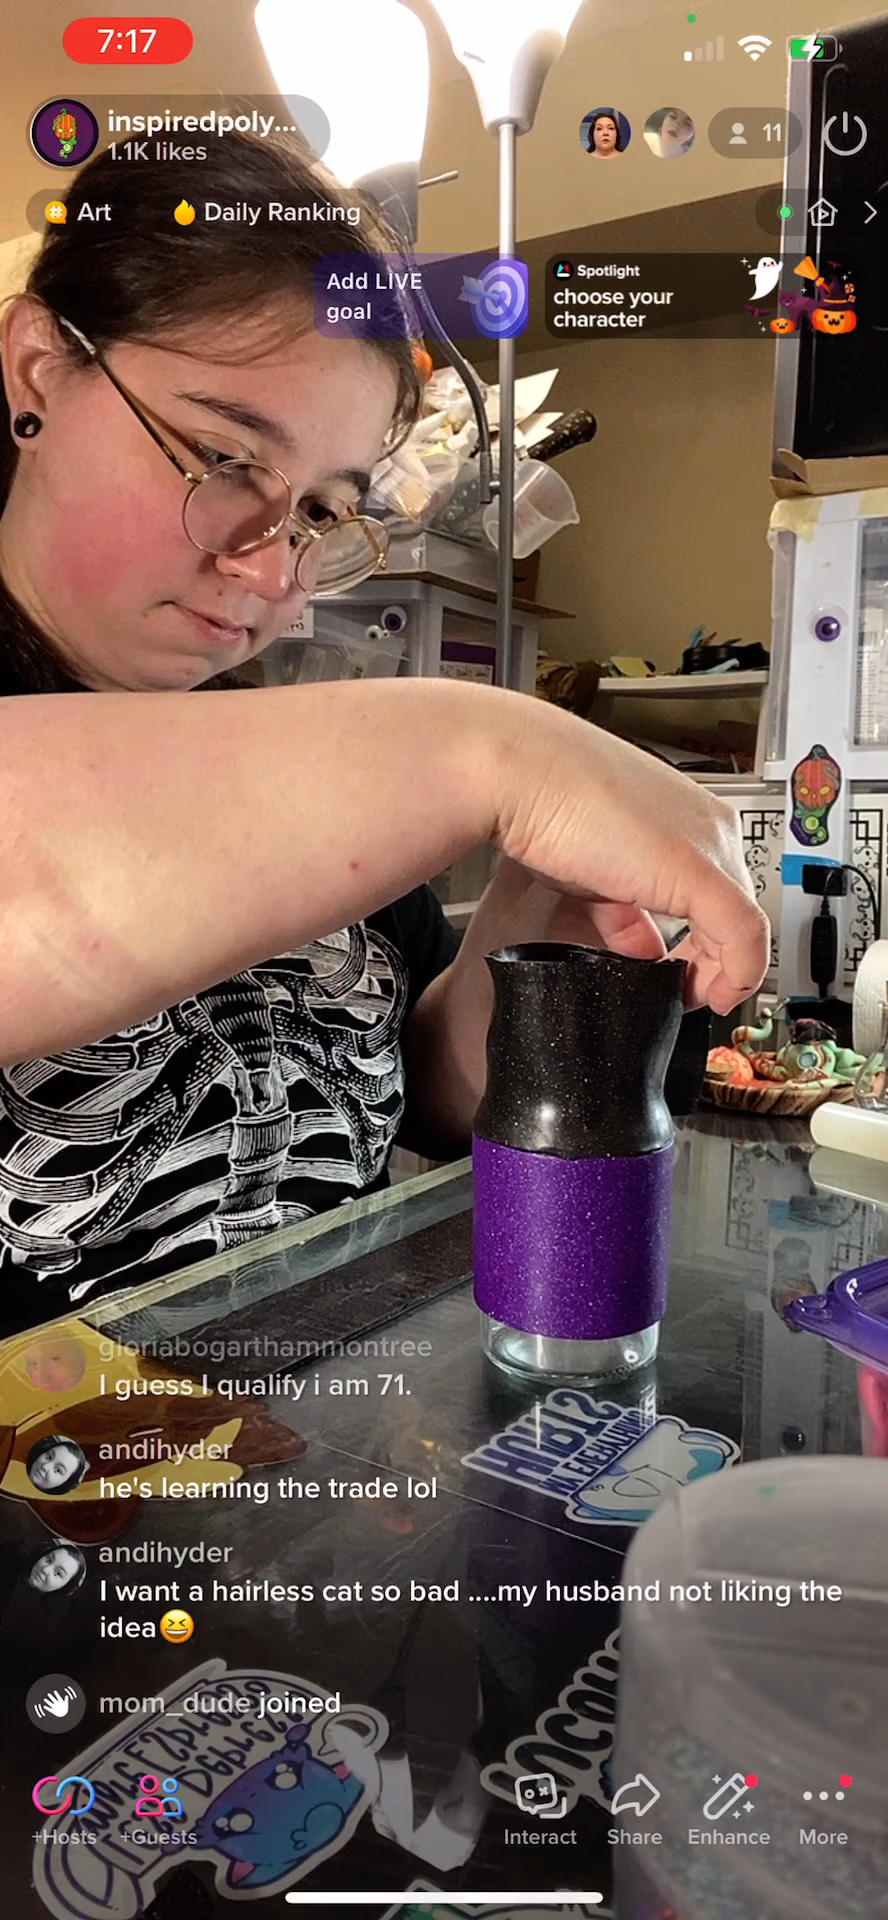 7:17
inspiredpoly...
1.1K likes
11
Art
Daily Ranking
Add LIVE
goal
Spotlight
choose your
character
gloriabogarthammontree
I guess I qualify i am 71.
andihyder
he's learning the trade lol
andihyder
I want a hairless cat so bad ....my husband not liking the
idea😆
mom_dude joined
+Hosts
+Guests
Interact
Share
Enhance
More